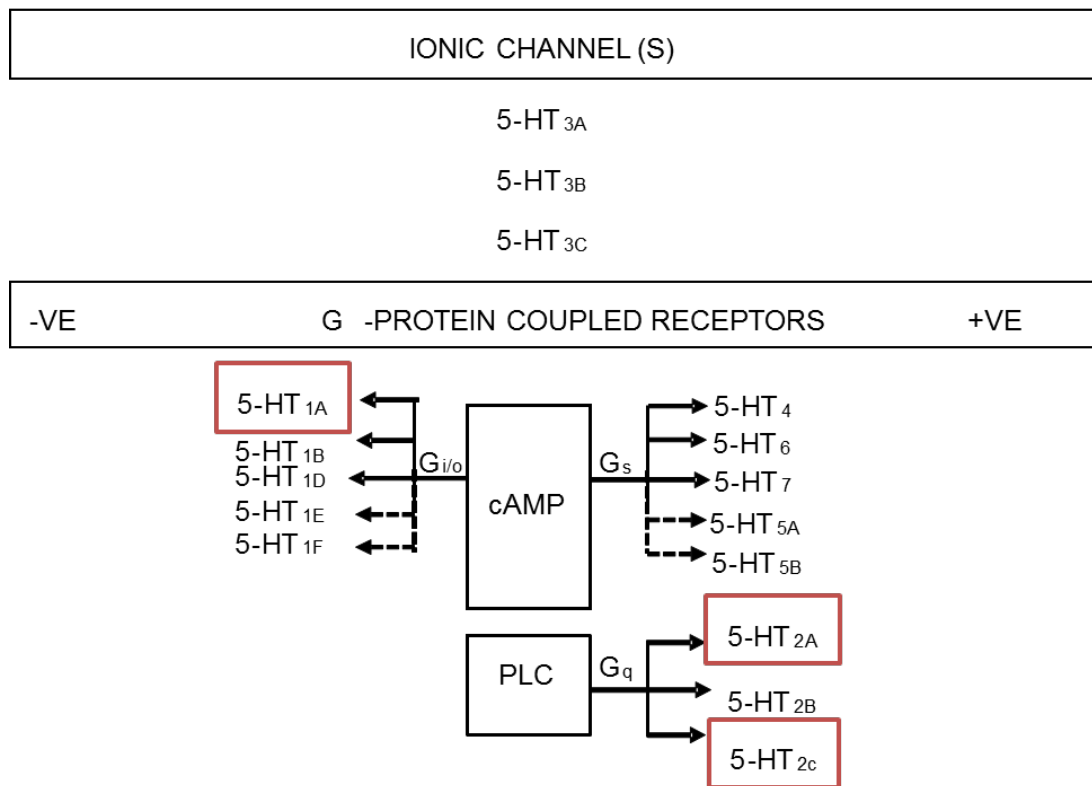 IONIC CHANNEL (S)
5-HT 3A
5-HT 3B
5-HT 3C
-VE G -PROTEIN COUPLED RECEPTORS +VE
5-HT 1A
5-HT 1B
5-HT 1D
5-HT 1E
5-HT 1F
Gi/o
cAMP
Gs
5-HT 4
5-HT 6
5-HT 7
5-HT 5A
5-HT 5B
PLC
Gq
5-HT 2A
5-HT 2B
5-HT 2c